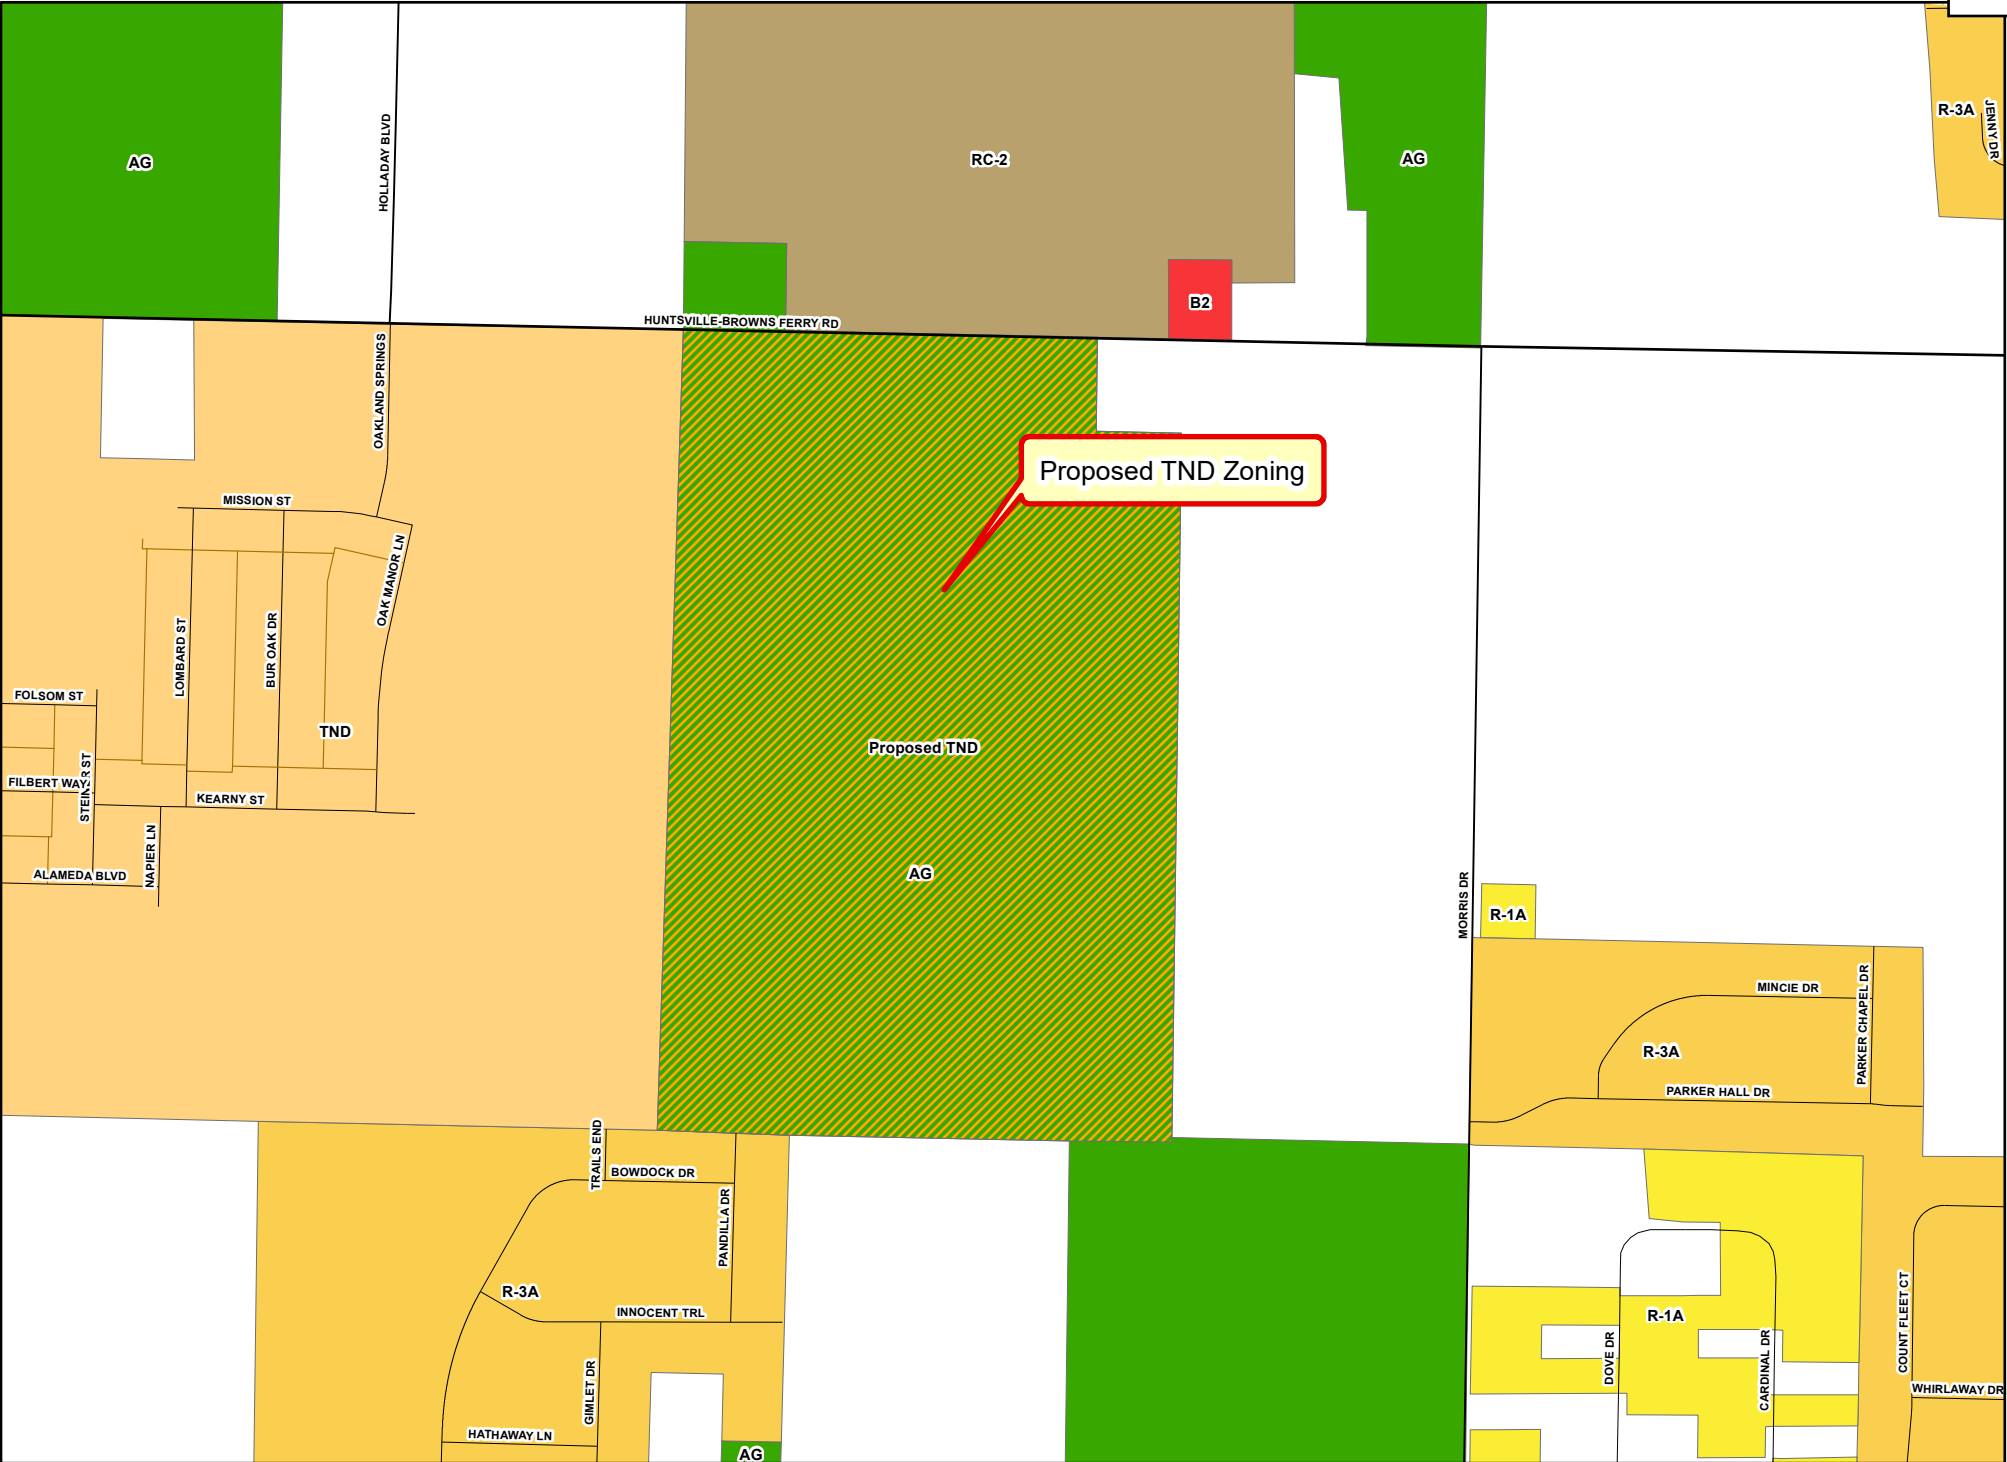 AG
HOLLADAY BLVD
RC-2
AG
R-3A
JENNY DR
B2
HUNTSVILLE-BROWNS FERRY RD
OAKLAND SPRINGS
Proposed TND Zoning
MISSION ST
OAK MANOR LN
LOMBARD ST
BUR OAK DR
FOLSOM ST
TND
Proposed TND
STEINER ST
FILBERT WAY
KEARNY ST
NAPIER LN
ALAMEDA BLVD
AG
MORRIS DR
R-1A
MINCIE DR
PARKER CHAPEL DR
R-3A
PARKER HALL DR
TRAILS END
BOWDOCK DR
PANDILLA DR
R-3A
INNOCENT TRL
GIMLET DR
HATHAWAY LN
AG
R-1A
DOVE DR
CARDINAL DR
COUNT FLEET CT
WHIRLAWAY DR